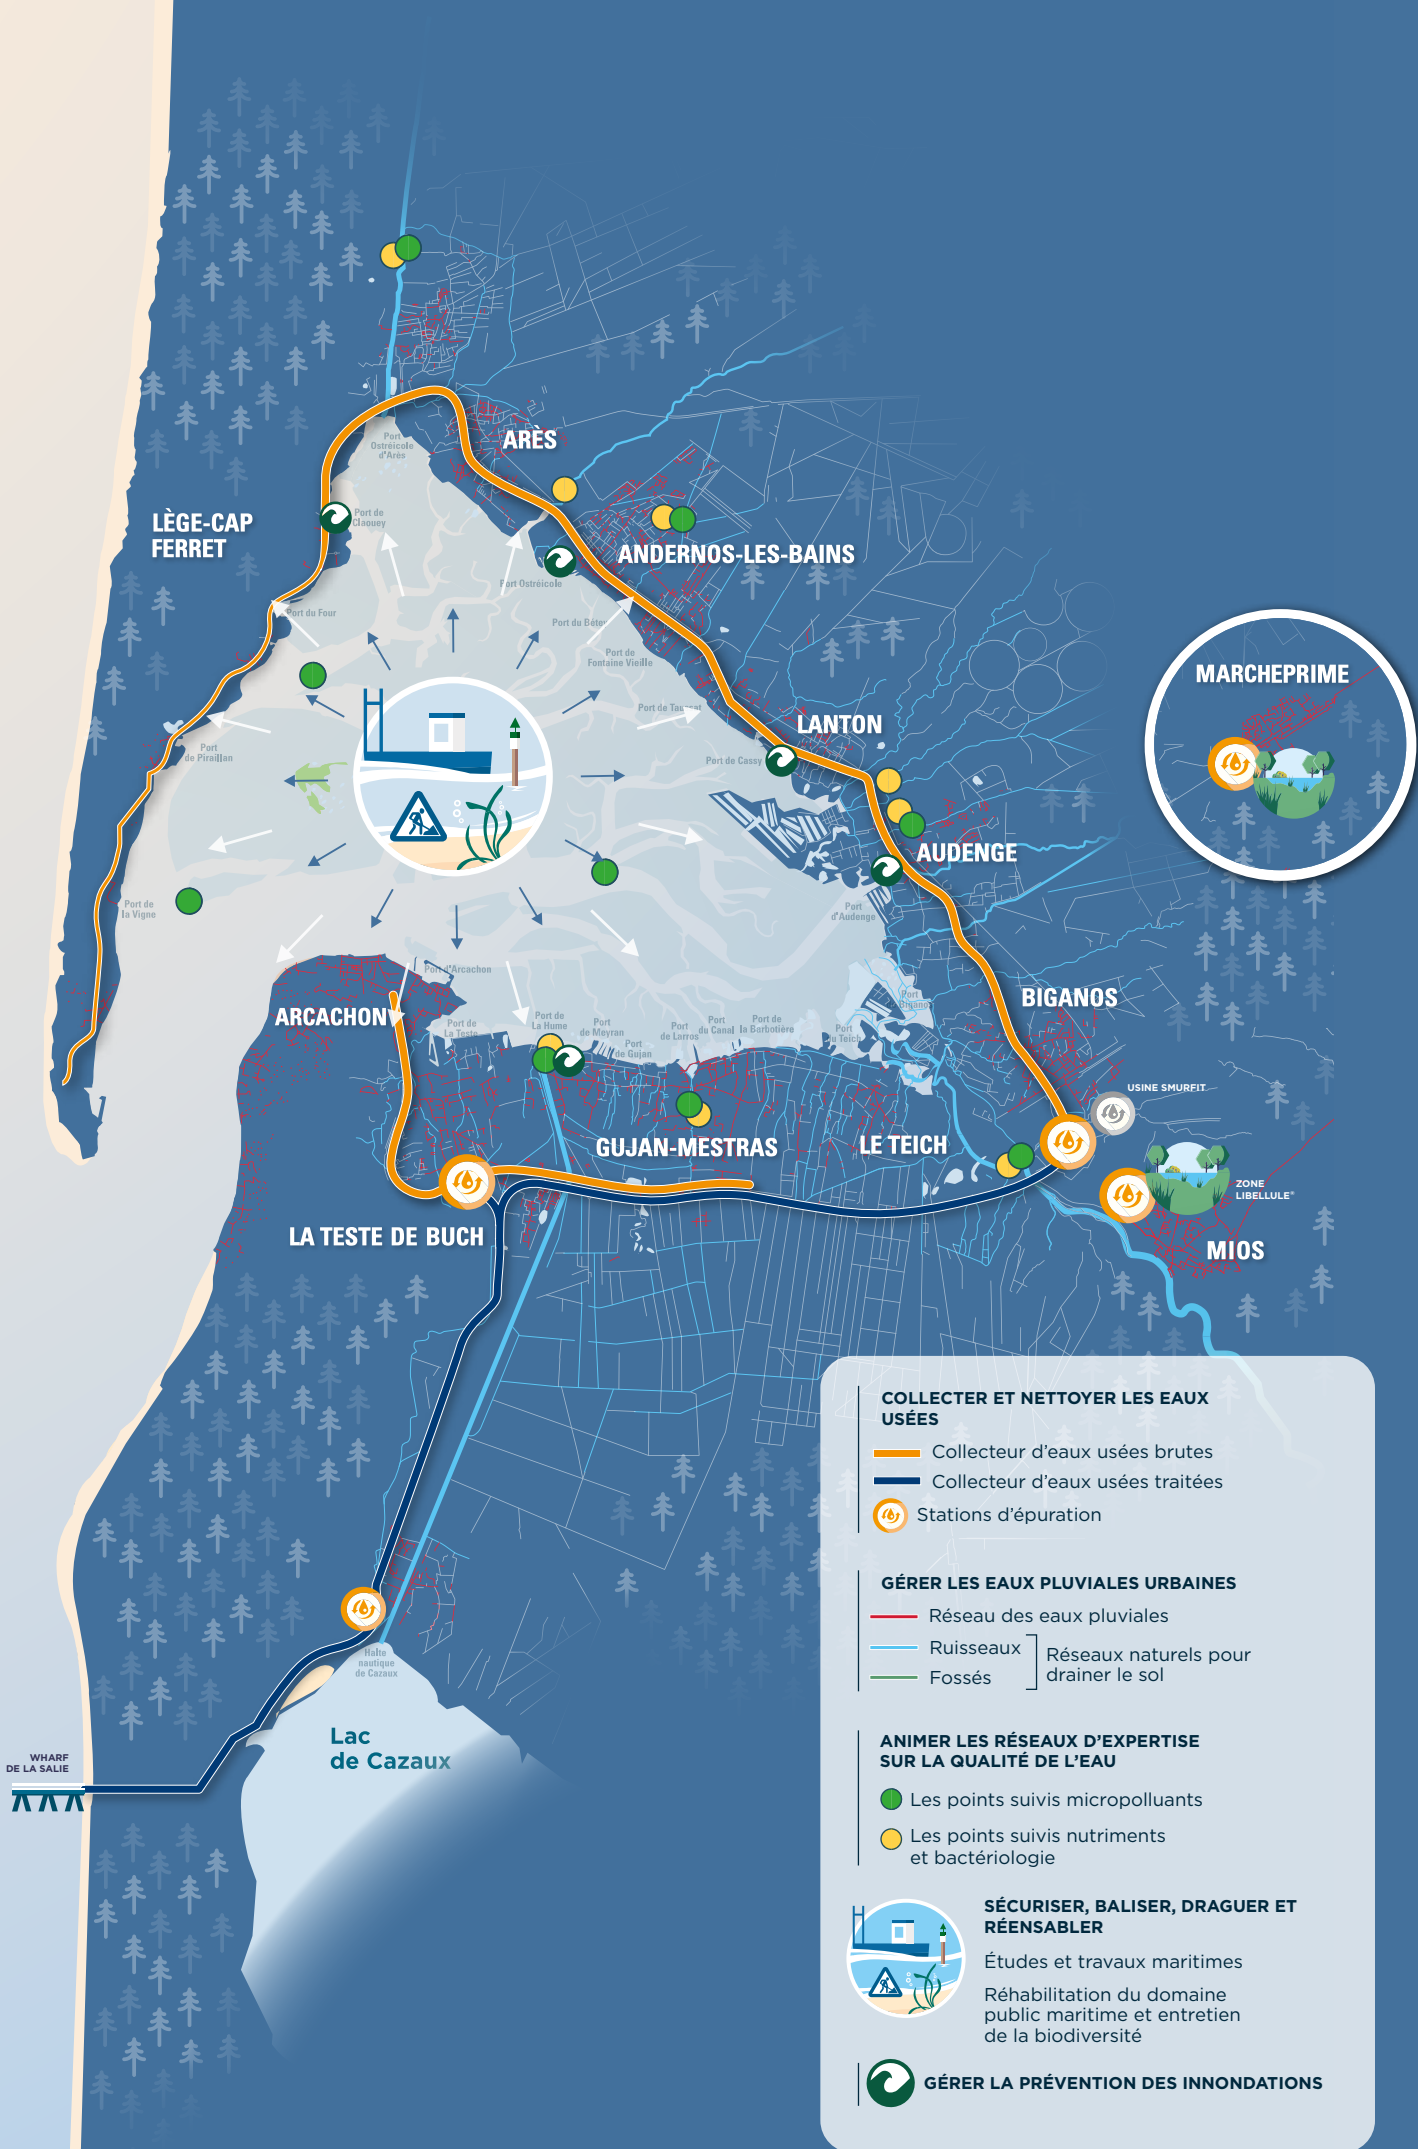 ARÈS
Port
Ostréicole
d'Arès
LÈGE-CAP
FERRET
Port de
Claouey
ANDERNOS-LES-BAINS
Port Ostréicole
Port du Four
Port du Bétey
Port de
Fontaine Vieille
MARCHEPRIME
Port de Taussat
LANTON
Port
de Piraillan
Port de Cassy
AUDENGE
Port de
la Vigne
Port
d'Audenge
Port d'Arcachon
ARCACHON
BIGANOS
Port
Biganos
Port de
La Teste
Port de
La Hume
Port
de Meyran
Port
de Gujan
Port
de Larros
Port
du Canal
Port de
la Barbotière
Port
du Teich
USINE SMURFIT
GUJAN-MESTRAS
LE TEICH
ZONE
LIBELLULE®
LA TESTE DE BUCH
MIOS
Halte
nautique
de Cazaux
Lac
de Cazaux
WHARF
DE LA SALIE
COLLECTER ET NETTOYER LES EAUX
USÉES
Collecteur d'eaux usées brutes
Collecteur d'eaux usées traitées
Stations d'épuration
GÉRER LES EAUX PLUVIALES URBAINES
Réseau des eaux pluviales
Ruisseaux
Fossés
Réseaux naturels pour
drainer le sol
ANIMER LES RÉSEAUX D'EXPERTISE
SUR LA QUALITÉ DE L'EAU
Les points suivis micropolluants
Les points suivis nutriments
et bactériologie
SÉCURISER, BALISER, DRAGUER ET
RÉENSABLER
Études et travaux maritimes
Réhabilitation du domaine
public maritime et entretien
de la biodiversité
GÉRER LA PRÉVENTION DES INNONDATIONS